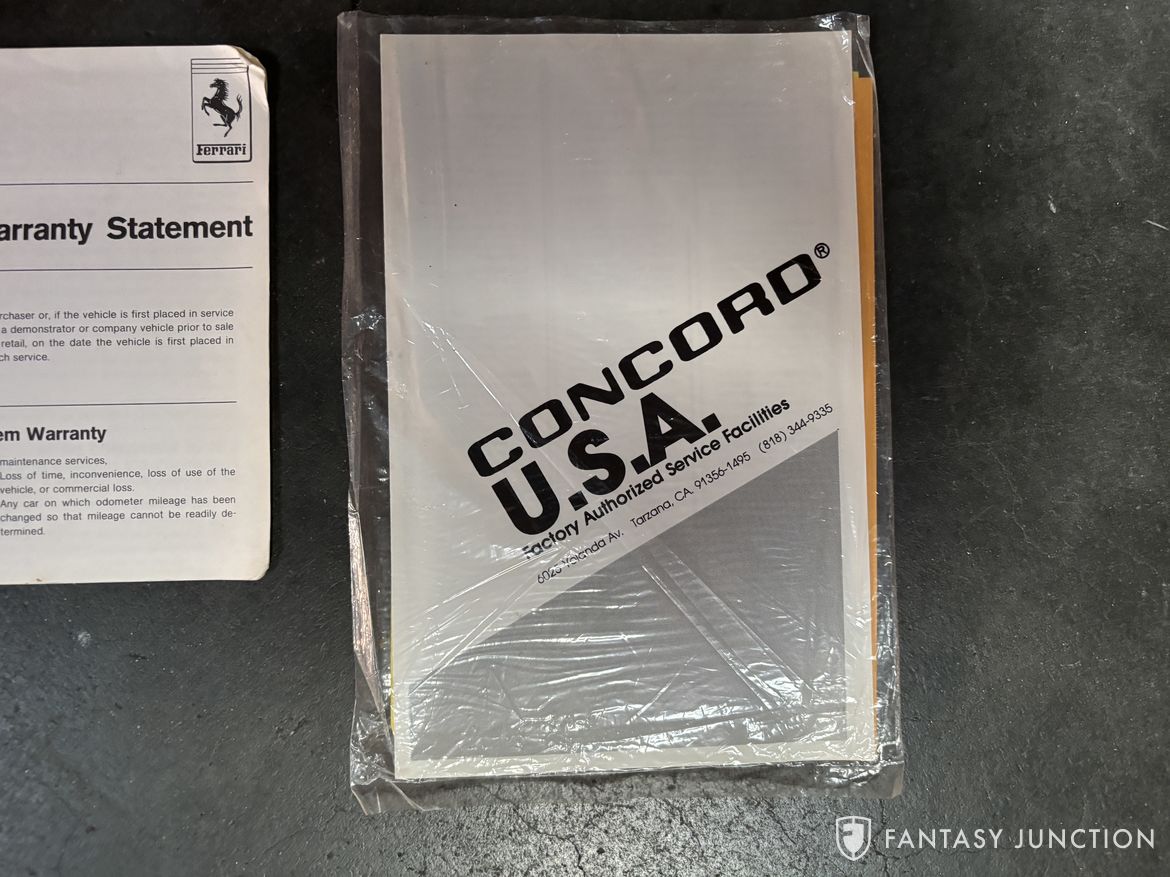 Ferrari
arranty Statement
rchaser or, if the vehicle is first placed in service
a demonstrator or company vehicle prior to sale
retail, on the date the vehicle is first placed in
ch service.
em Warranty
maintenance services,
Loss of time, inconvenience, loss of use of the
vehicle, or commercial loss.
Any car on which odometer mileage has been
changed so that mileage cannot be readily de-
termined.
CONCORD®
U.S.A.
Factory Authorized Service Facilities
6025 Yolanda Av. Tarzana, CA. 91356-1495 (818) 344-9335
FANTASY JUNCTION